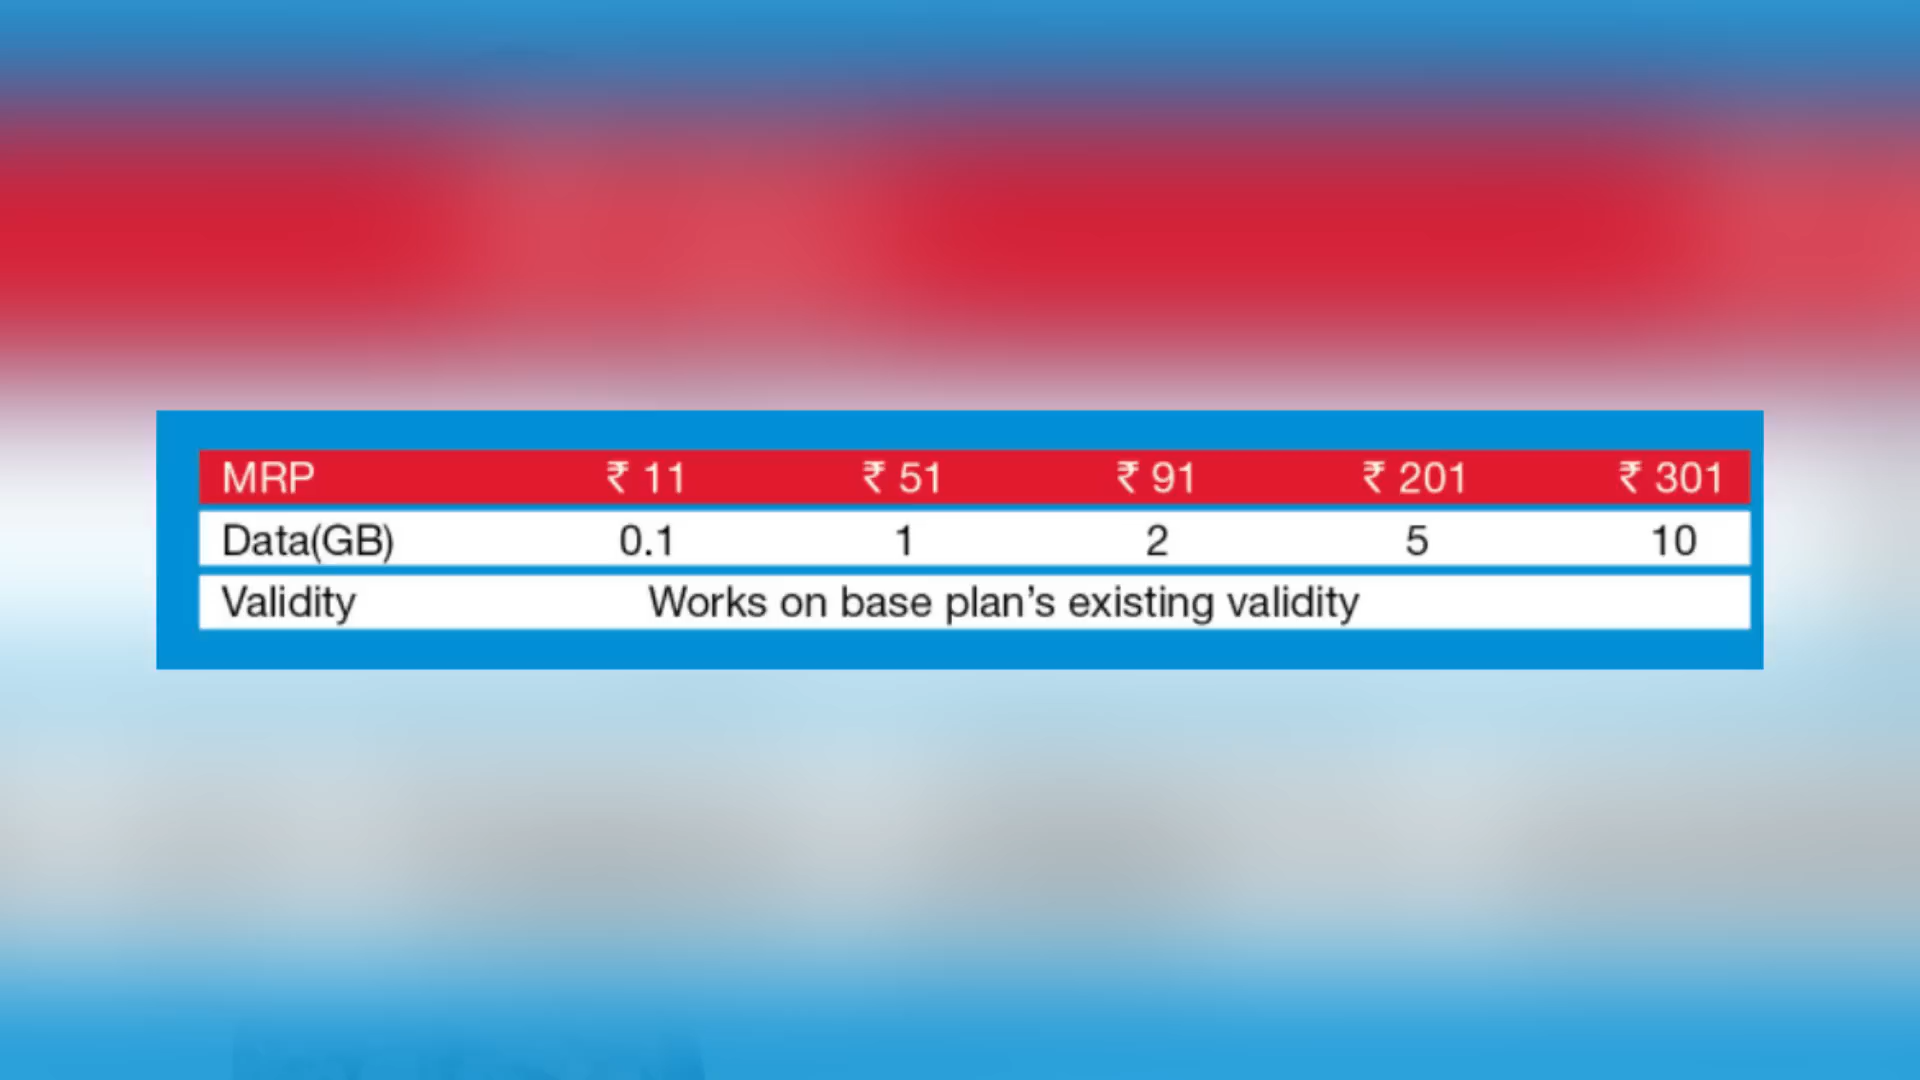 MRP ₹ 11 ₹ 51 ₹ 91 ₹ 201 ₹ 301
Data(GB) 0.1 1 2 5 10
Validity Works on base plan’s existing validity